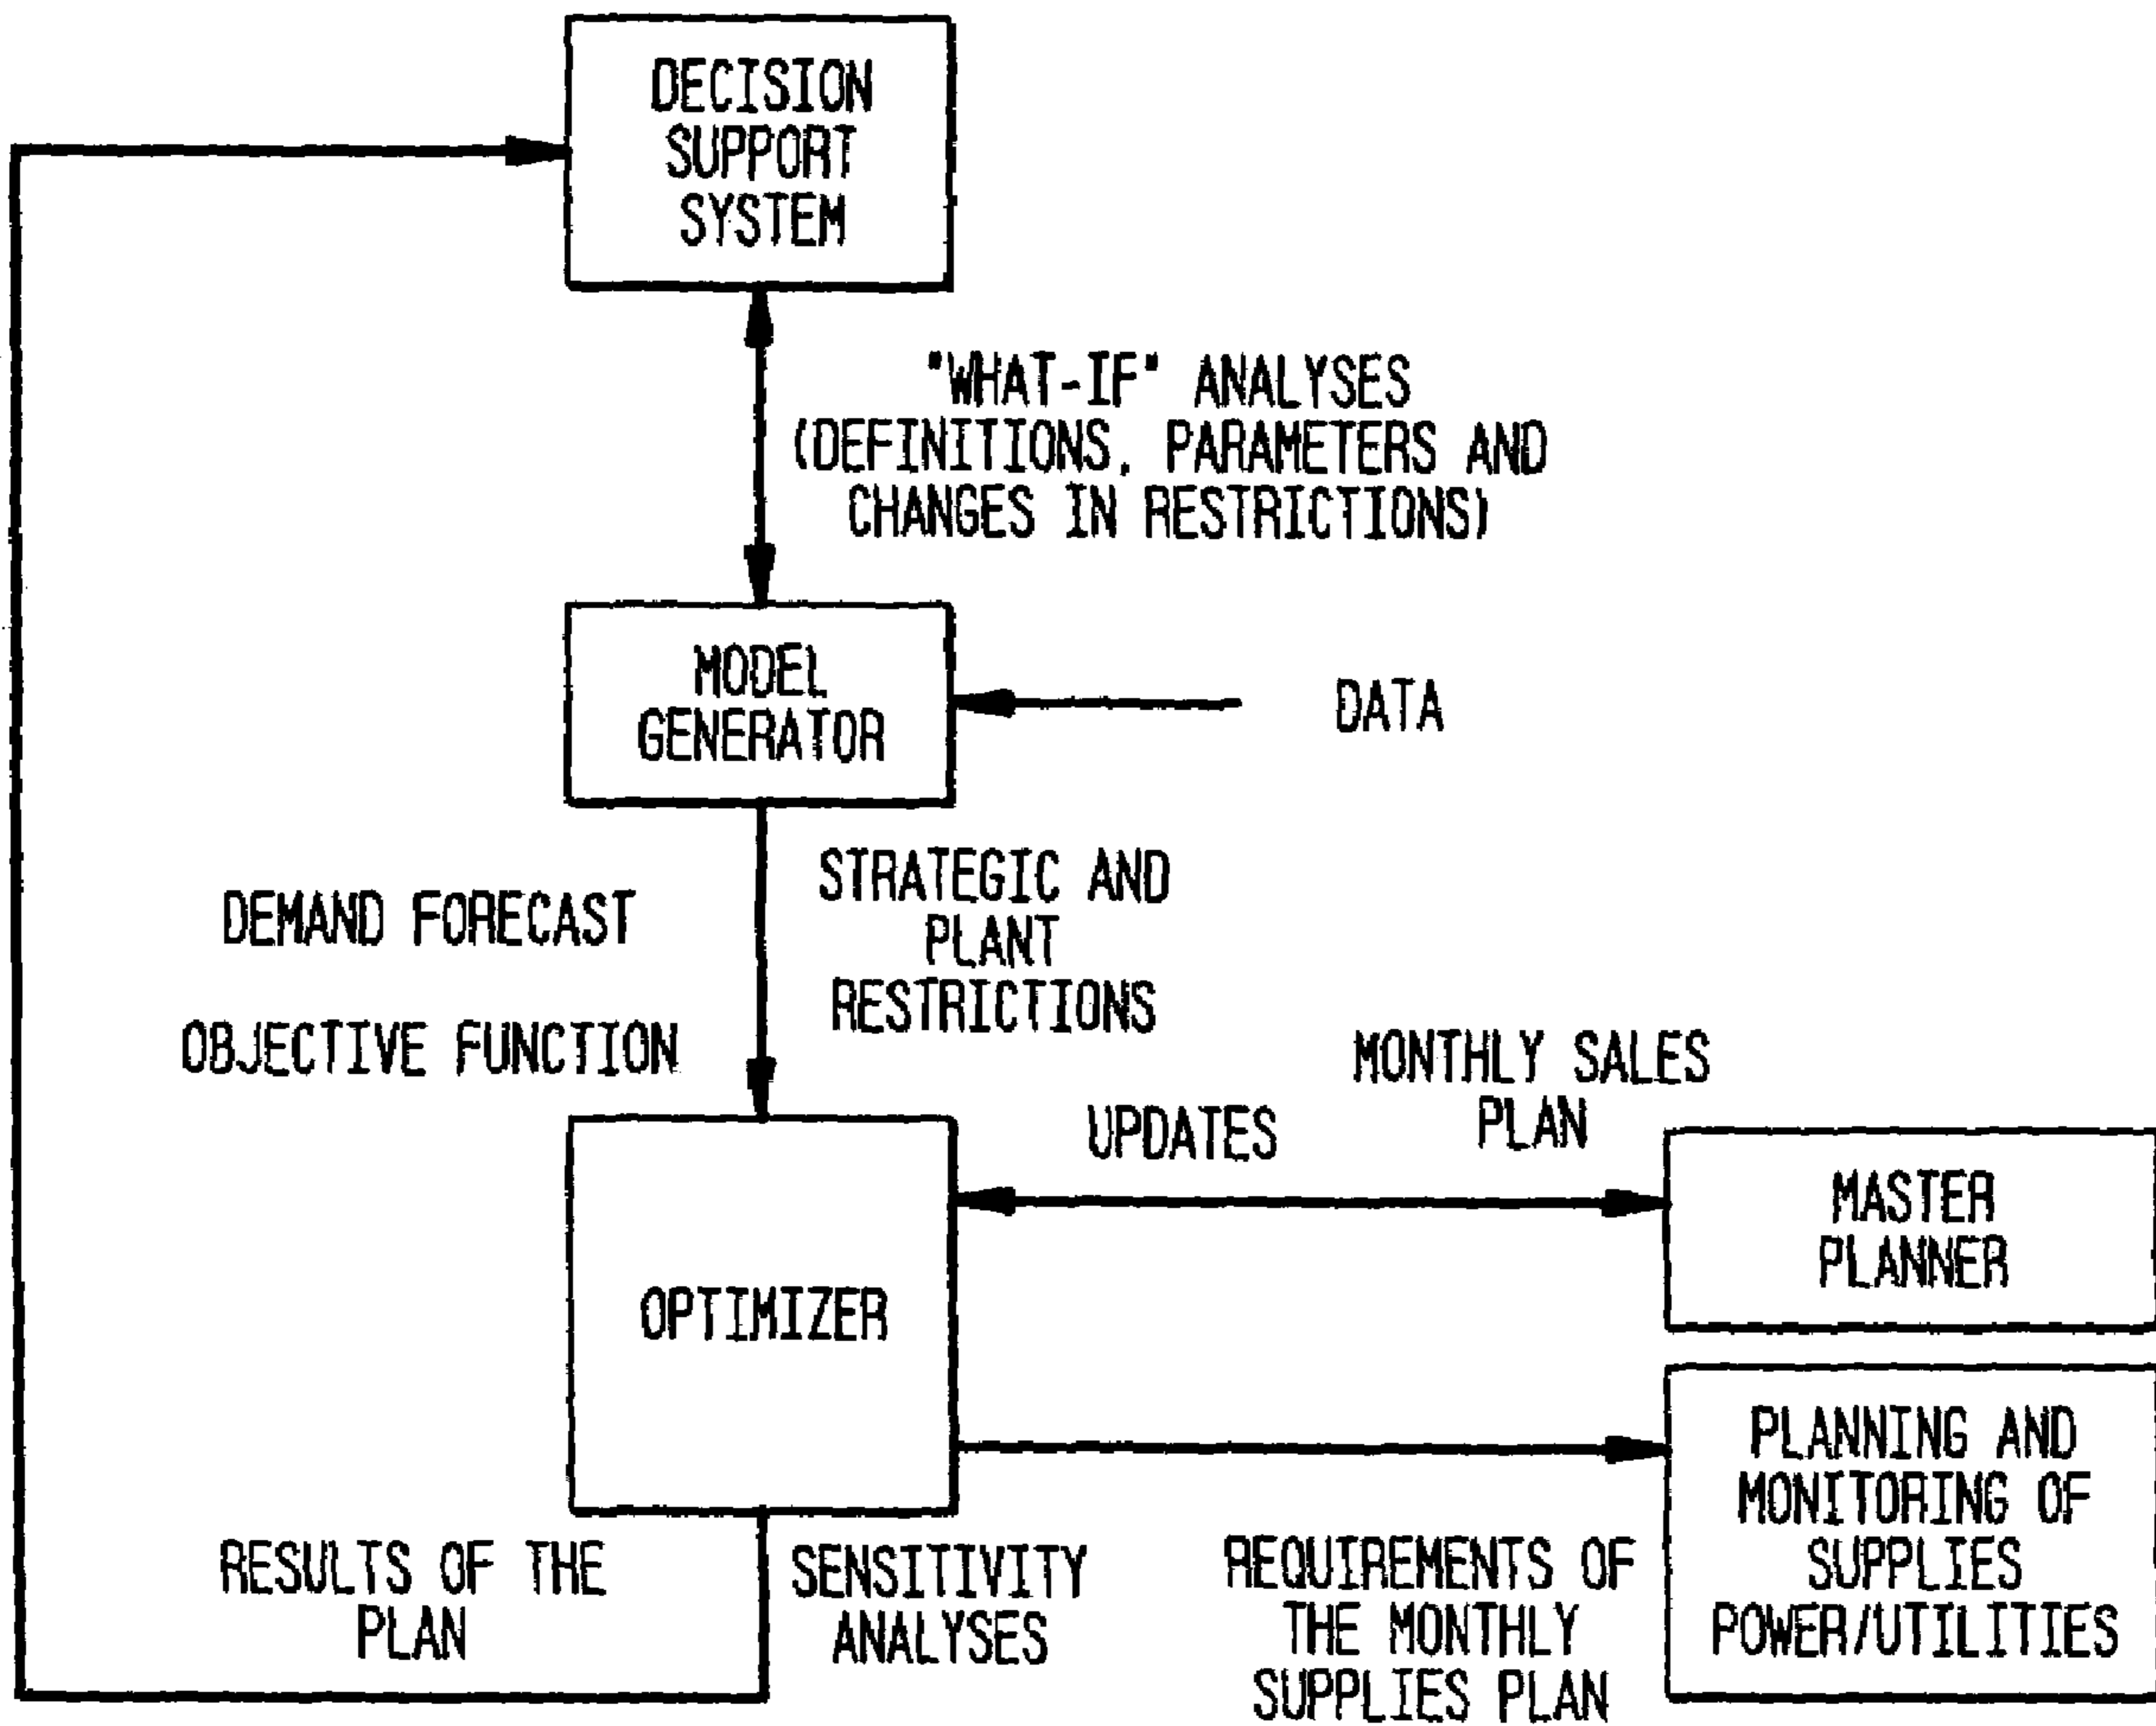 DECISION
SUPPORT
SYSTEM
"WHAT-IF" ANALYSES
(DEFINITIONS, PARAMETERS AND
CHANGES IN RESTRICTIONS)
MODEL
GENERATOR
DATA
DEMAND FORECAST
OBJECTIVE FUNCTION
STRATEGIC AND
PLANT
RESTRICTIONS
UPDATES
MONTHLY SALES
PLAN
MASTER
PLANNER
OPTIMIZER
PLANNING AND
MONITORING OF
SUPPLIES
POWER/UTILITIES
RESULTS OF THE
PLAN
SENSITIVITY
ANALYSES
REQUIREMENTS OF
THE MONTHLY
SUPPLIES PLAN